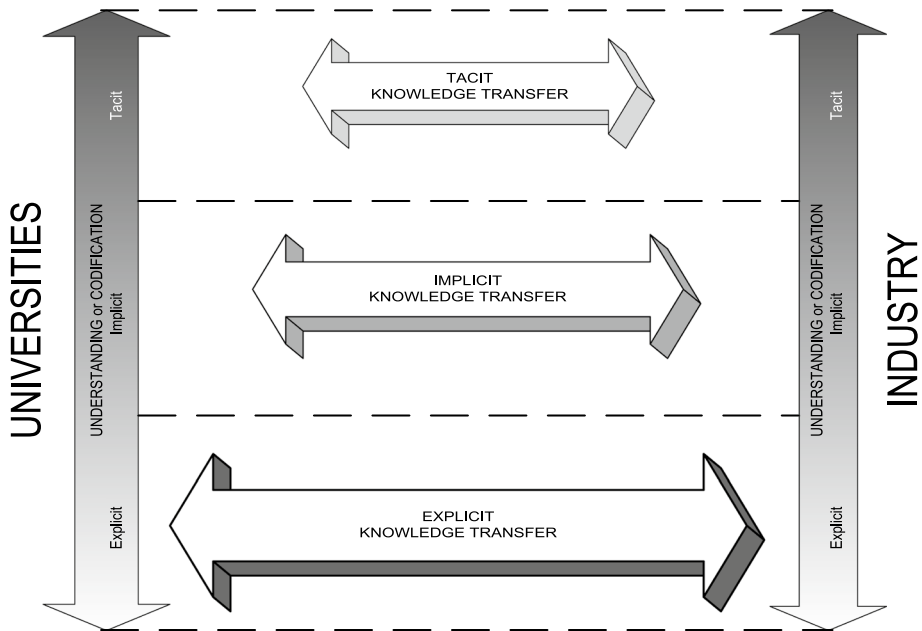 UNIVERSITIES
UNDERSTANDING or CODIFICATION
Tacit
Implicit
Explicit
TACIT
KNOWLEDGE TRANSFER
IMPLICIT
KNOWLEDGE TRANSFER
EXPLICIT
KNOWLEDGE TRANSFER
UNDERSTANDING or CODIFICATION
Tacit
Implicit
Explicit
INDUSTRY